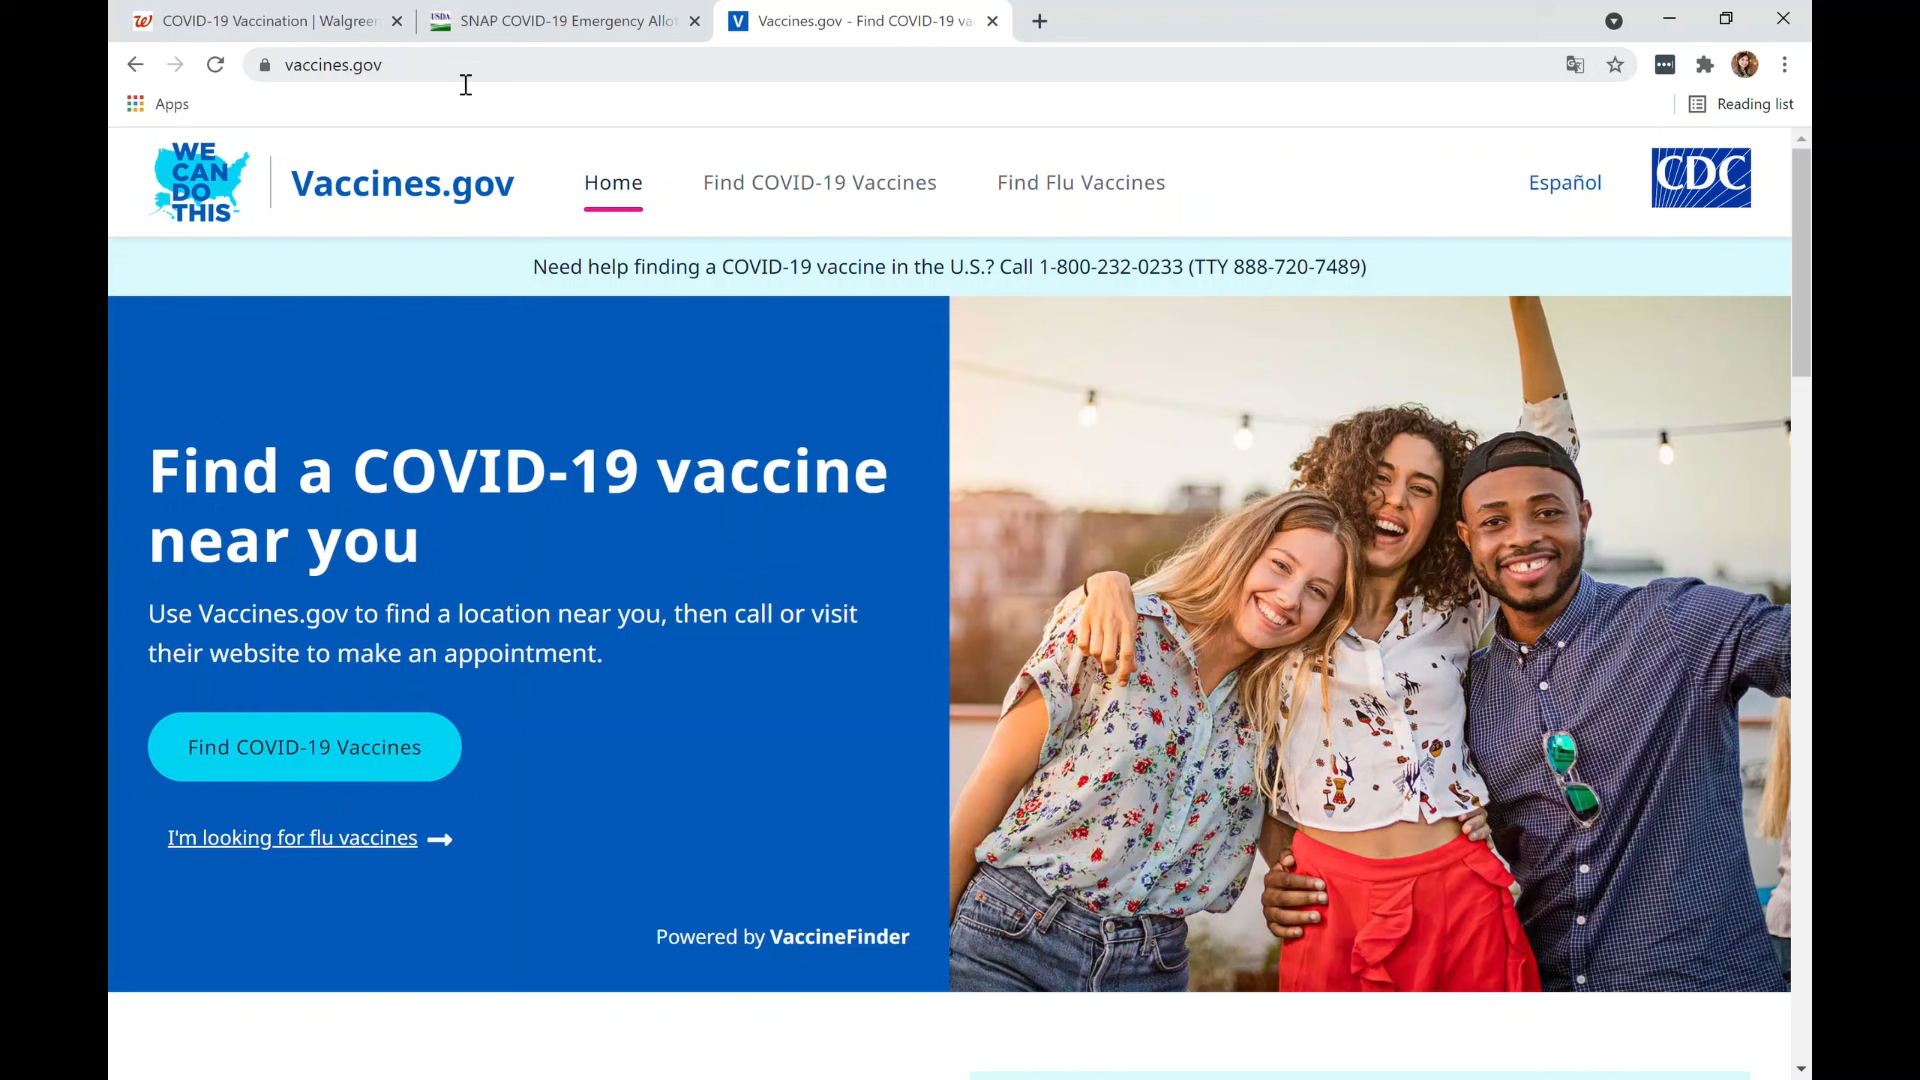 COVID-19 Vaccination | Walgreen
USDA
SNAP COVID-19 Emergency Allot
V
Vaccines.gov - Find COVID-19 va
vaccines.gov
Apps
Reading list
WE
CAN
DO
THIS
Vaccines.gov
Home
Find COVID-19 Vaccines
Find Flu Vaccines
Español
CDC
Need help finding a COVID-19 vaccine in the U.S.? Call 1-800-232-0233 (TTY 888-720-7489)
Find a COVID-19 vaccine
near you
Use Vaccines.gov to find a location near you, then call or visit
their website to make an appointment.
Find COVID-19 Vaccines
I'm looking for flu vaccines
Powered by VaccineFinder